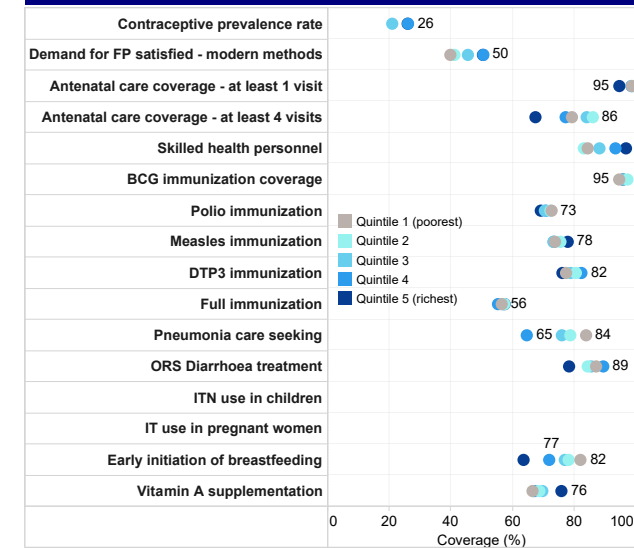 Contraceptive prevalence rate 26
Demand for FP satisfied - modern methods 50
Antenatal care coverage - at least 1 visit 95
Antenatal care coverage - at least 4 visits 86
Skilled health personnel
BCG immunization coverage 95
Polio immunization 73
Quintile 1 (poorest)
Measles immunization 78
Quintile 2
Quintile 3
DTP3 immunization 82
Quintile 4
Full immunization 56
Quintile 5 (richest)
Pneumonia care seeking 65 84
ORS Diarrhoea treatment 89
ITN use in children
IT use in pregnant women
77
Early initiation of breastfeeding 82
Vitamin A supplementation 76
0 20 40 60 80 100
Coverage (%)